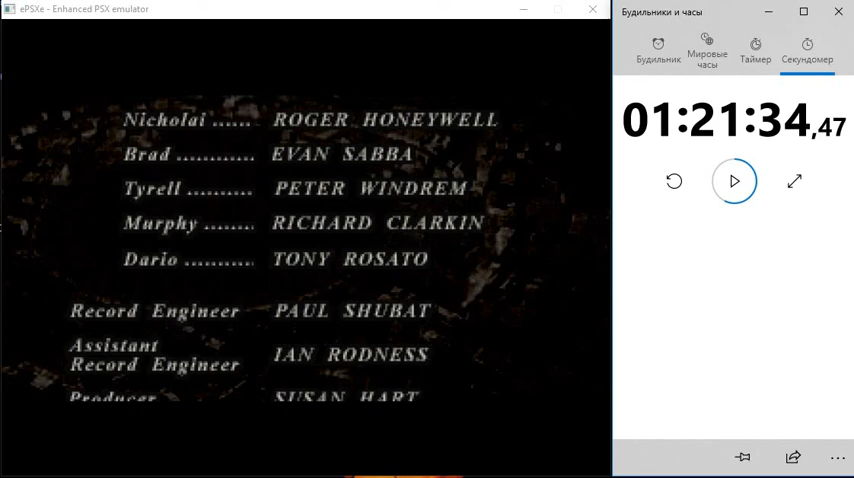 ePSXe - Enhanced PSX emulator
Nicholai ...... ROGER HONEYWELL
Brad ............ EVAN SABBA
Tyrell .......... PETER WINDREM
Murphy ........ RICHARD CLARKIN
Dario ........... TONY ROSATO
Record Engineer PAUL SHUBAT
Assistant
Record Engineer IAN RODNESS
Producer SUSAN HART
Будильники и часы
Будильник
Мировые
часы
Таймер
Секундомер
01:21:34,47